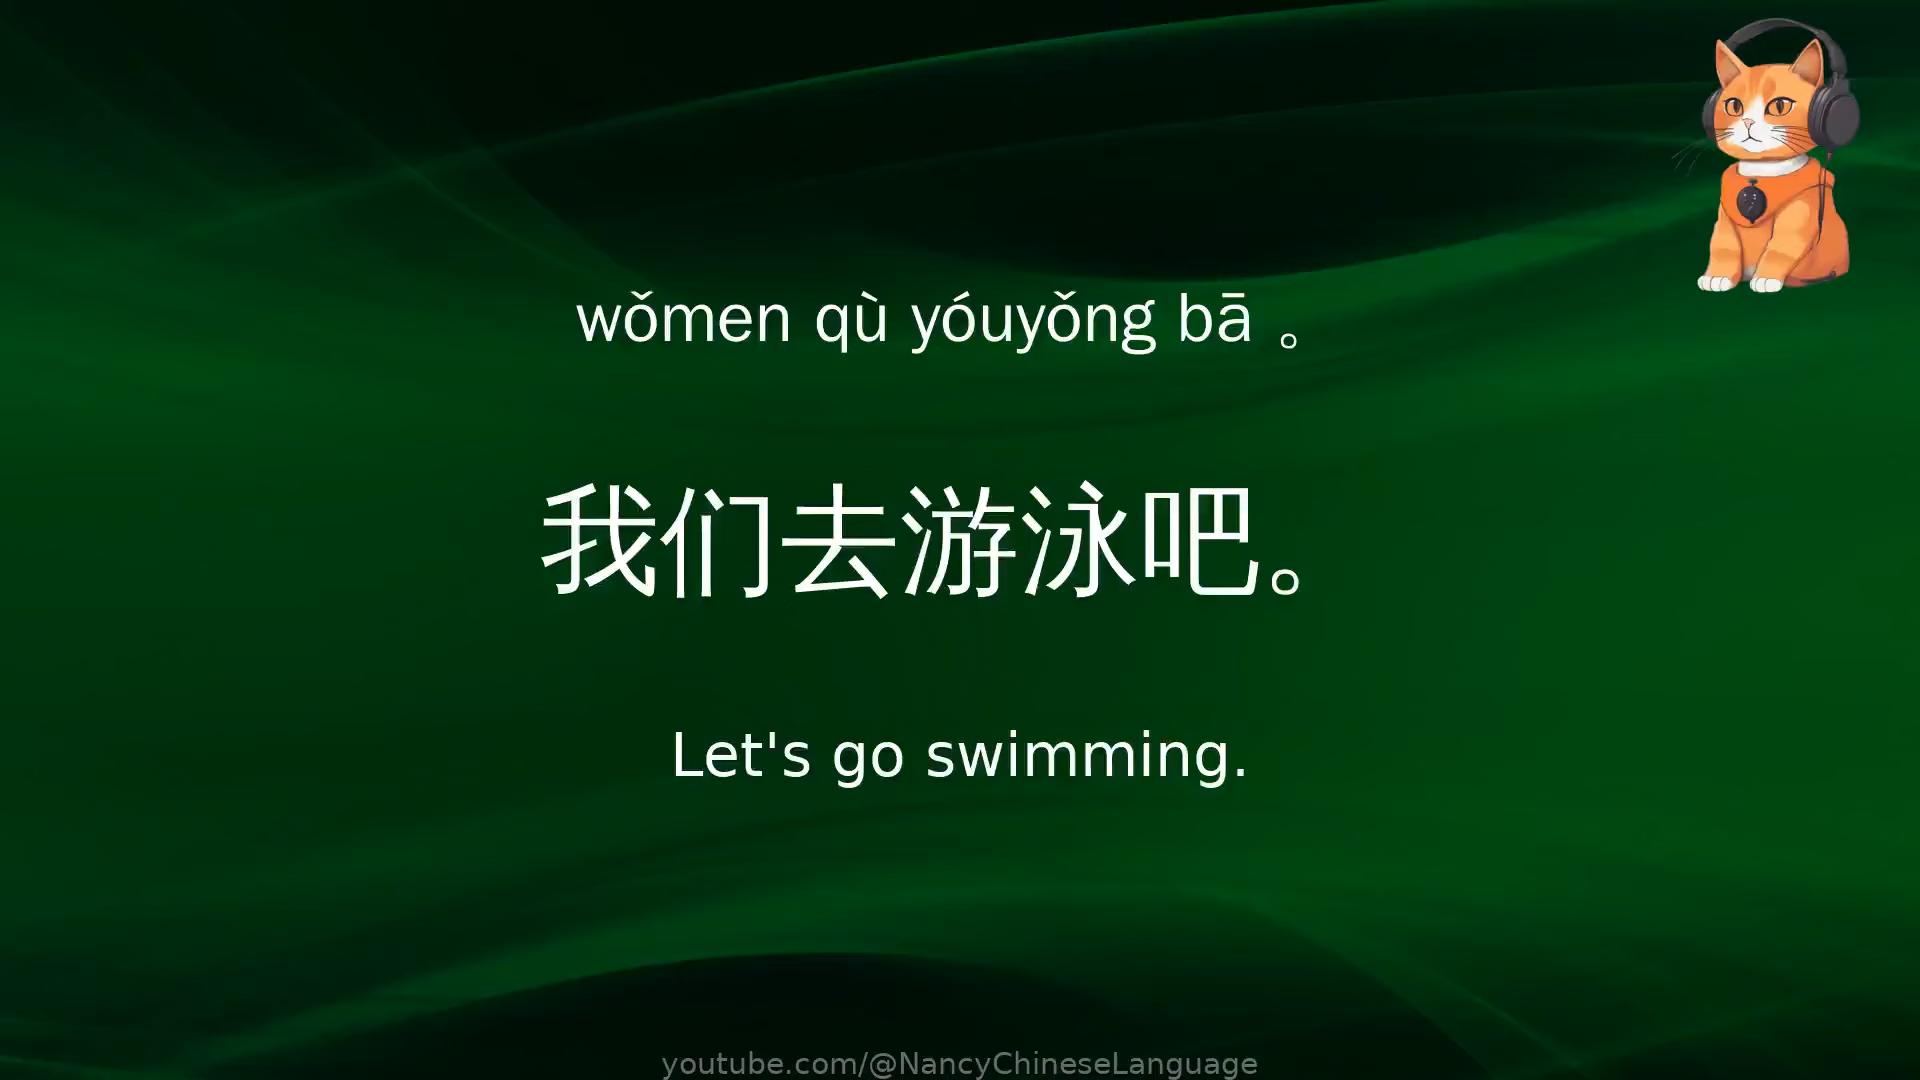 wǒmen qù yóuyǒng bā 。
我们去游泳吧。
Let's go swimming.
youtube.com/@NancyChineseLanguage